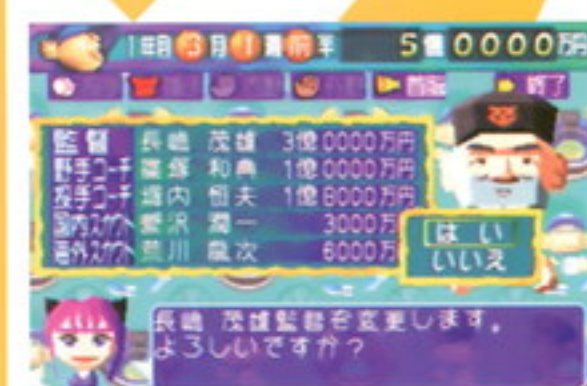 1年目3月1週前半 5億0000万円
終了
監督 長嶋 茂雄 3億0000万円
野手コーチ 篠塚 和典 1億0000万円
投手コーチ 堀内 恒夫 1億8000万円
国内スカウト 潤一 3000万
海外スカウト 荒川 龍次 6000万
はい
いいえ
長嶋 茂雄監督を変更します。
よろしいですか？